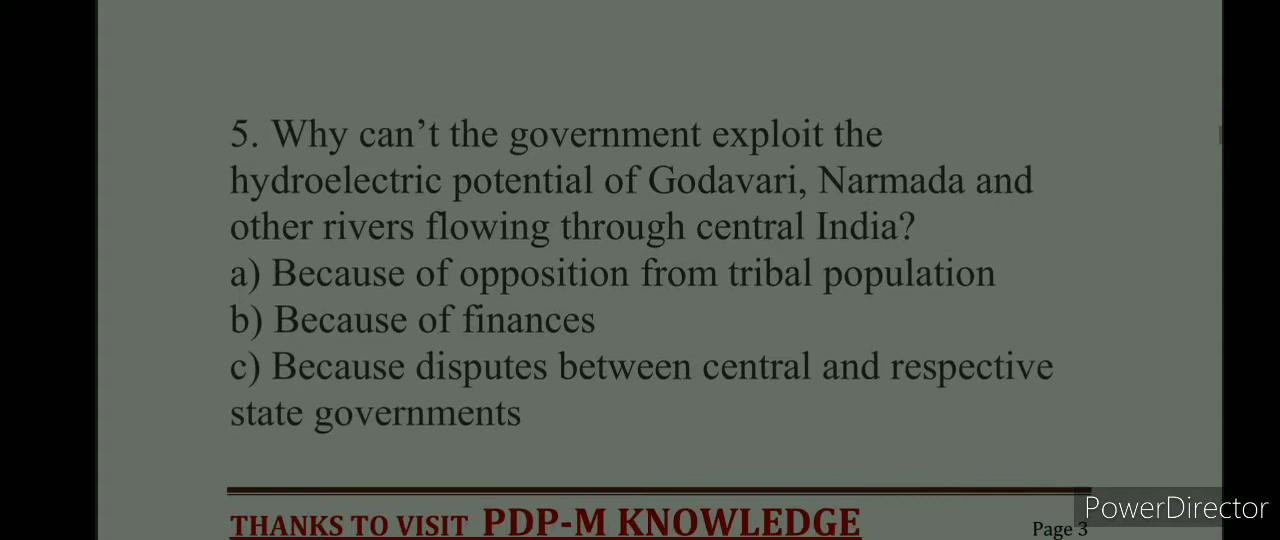 5. Why can’t the government exploit the
hydroelectric potential of Godavari, Narmada and
other rivers flowing through central India?
a) Because of opposition from tribal population
b) Because of finances
c) Because disputes between central and respective
state governments
THANKS TO VISIT PDP-M KNOWLEDGE
Page 3
PowerDirector